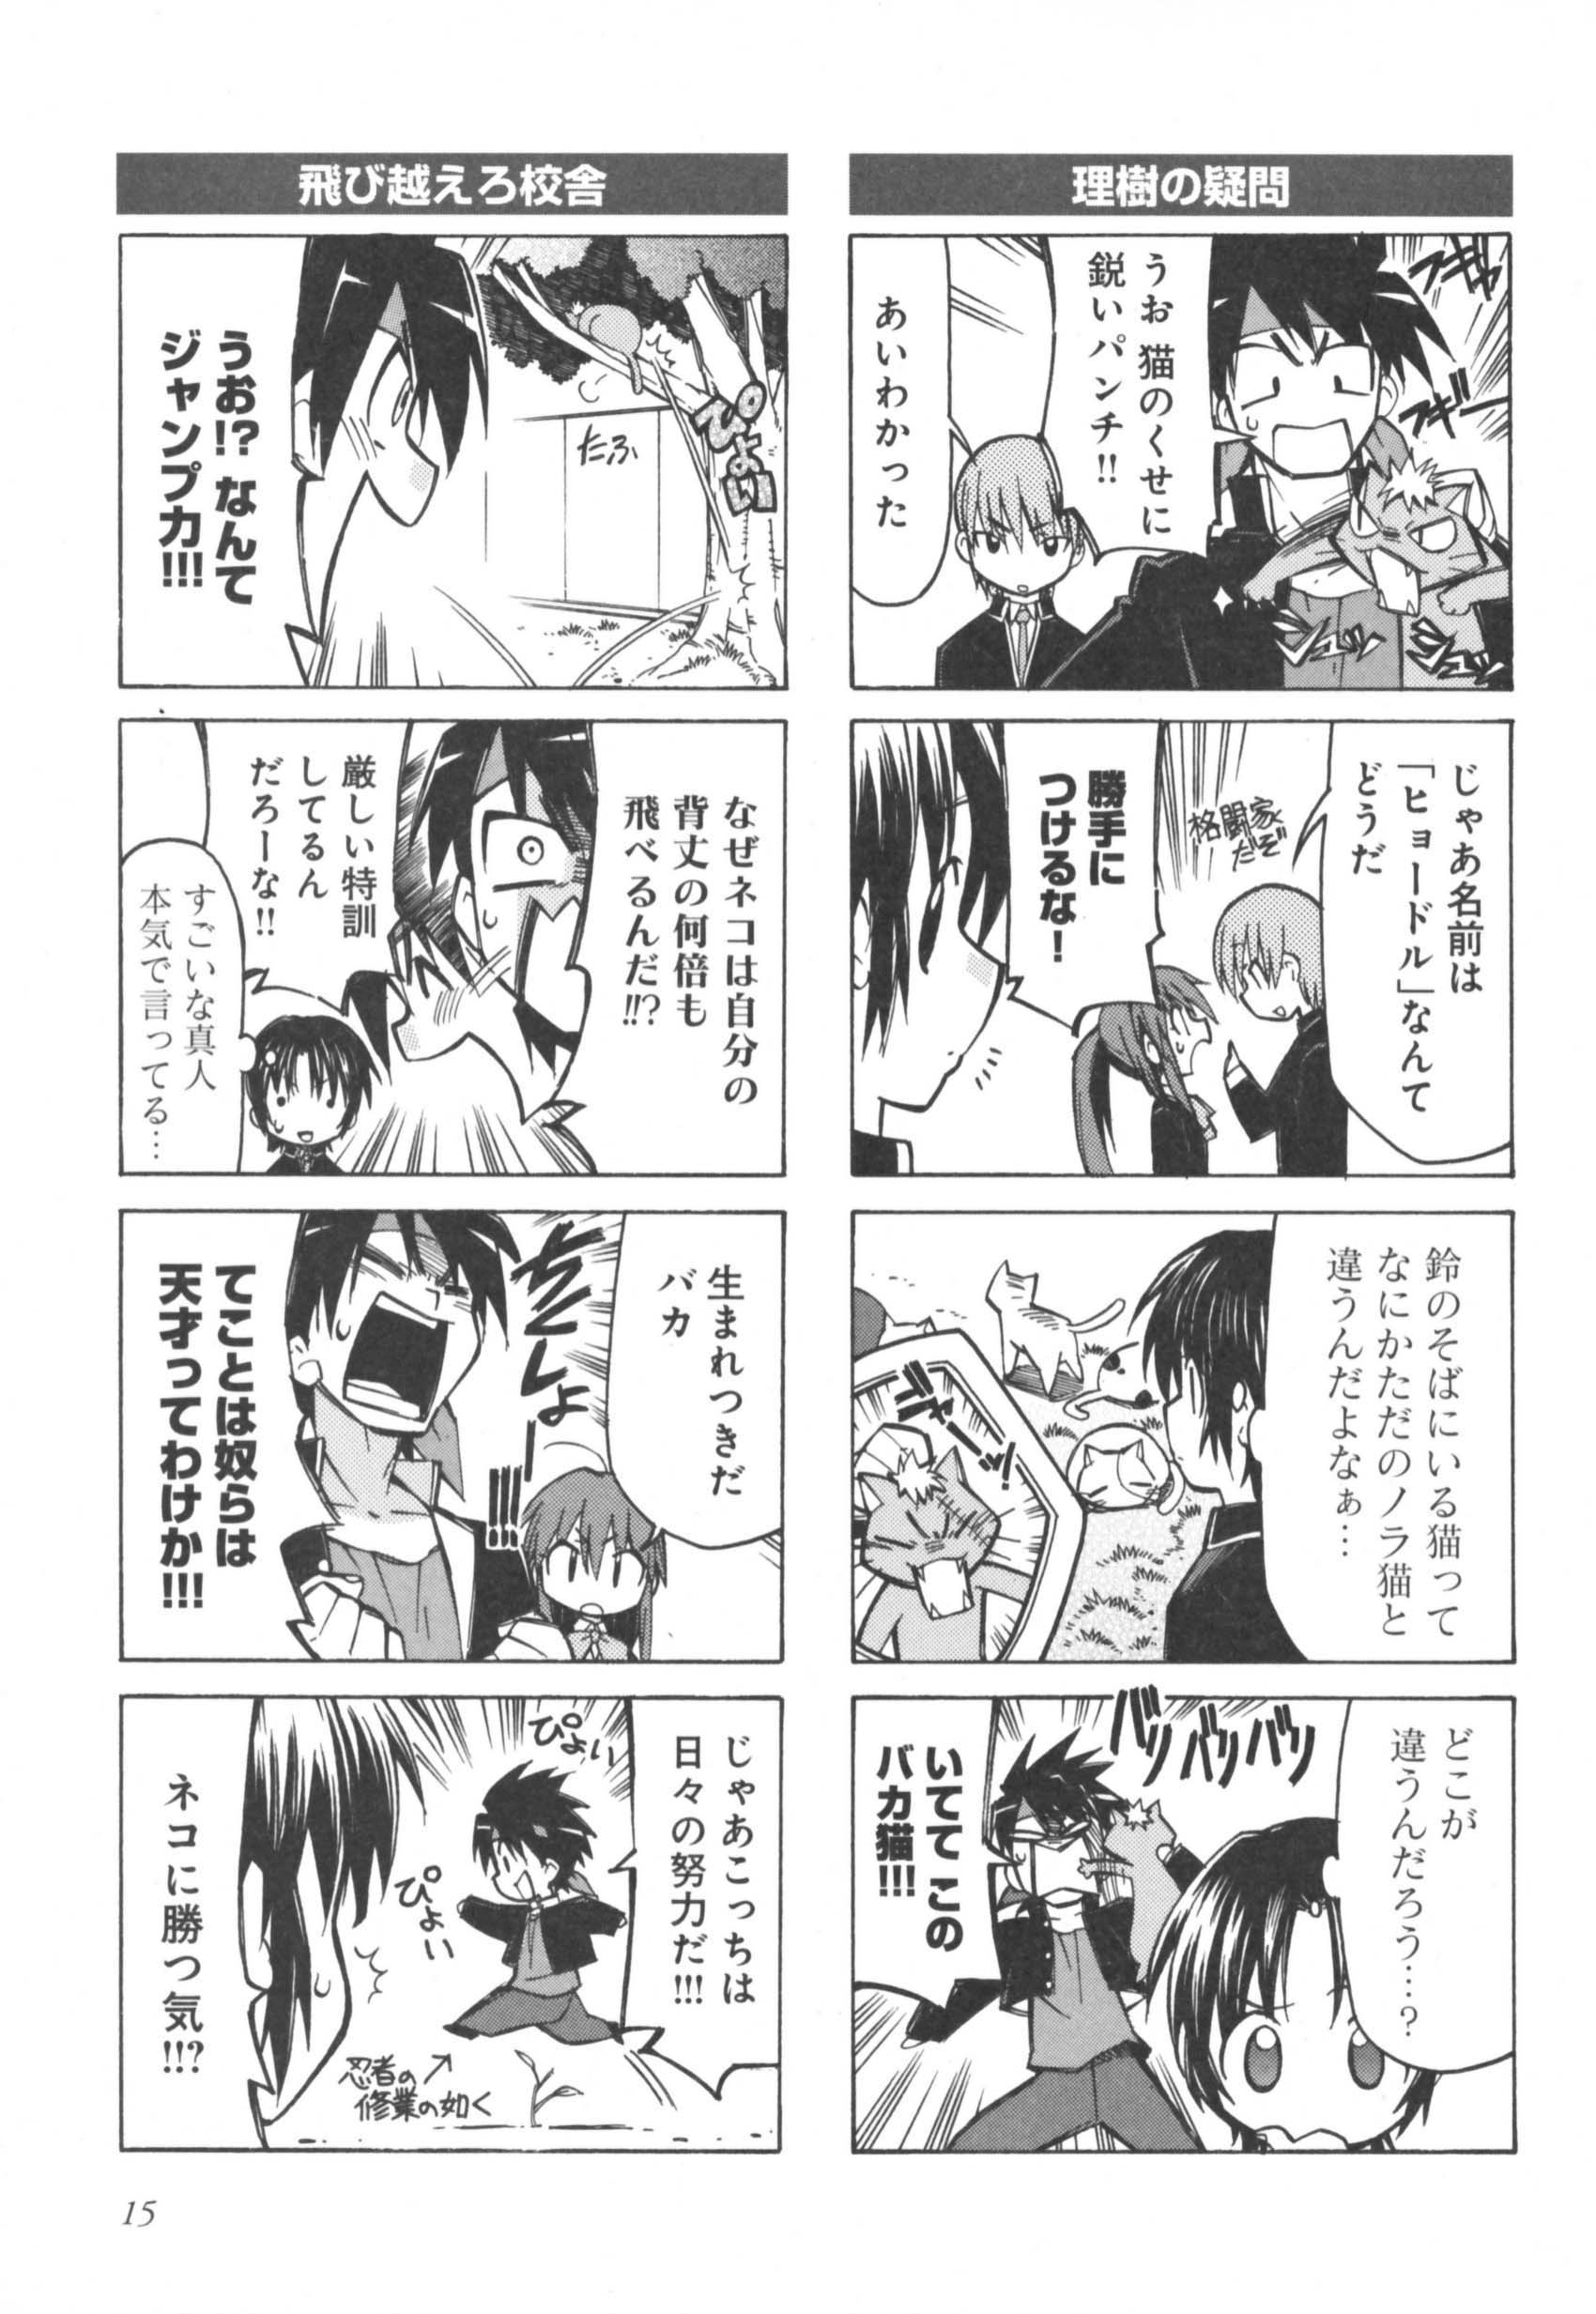 理樹の疑問
フギャッ
フギー
うお 猫のくせに
鋭いパンチ!!
あいわかった
シュッ
シュッ
じゃあ名前は
「ヒョードル」なんて
どうだ
格闘家
だぞ
勝手に
つけるな!
鈴のそばにいる猫って
なにかただのノラ猫と
違うんだよなぁ…
どこが
違うんだろう…?
バリ
バリ
バリ
いてて この
バカ猫!!!
飛び越えろ校舎
ぴょい
たふ
うお!? なんて
ジャンプ力!!!
なぜネコは自分の
背丈の何倍も
飛べるんだ!!?
厳しい特訓
してるん
だろーな!!
すごいな真人
本気で言ってる…
生まれつきだ
バカ
てことは奴らは
天才ってわけか!!!
じゃあこっちは
日々の努力だ!!!
ぴょい
ぴょい
忍者の
修業の如く
ネコに勝つ気!!?
15